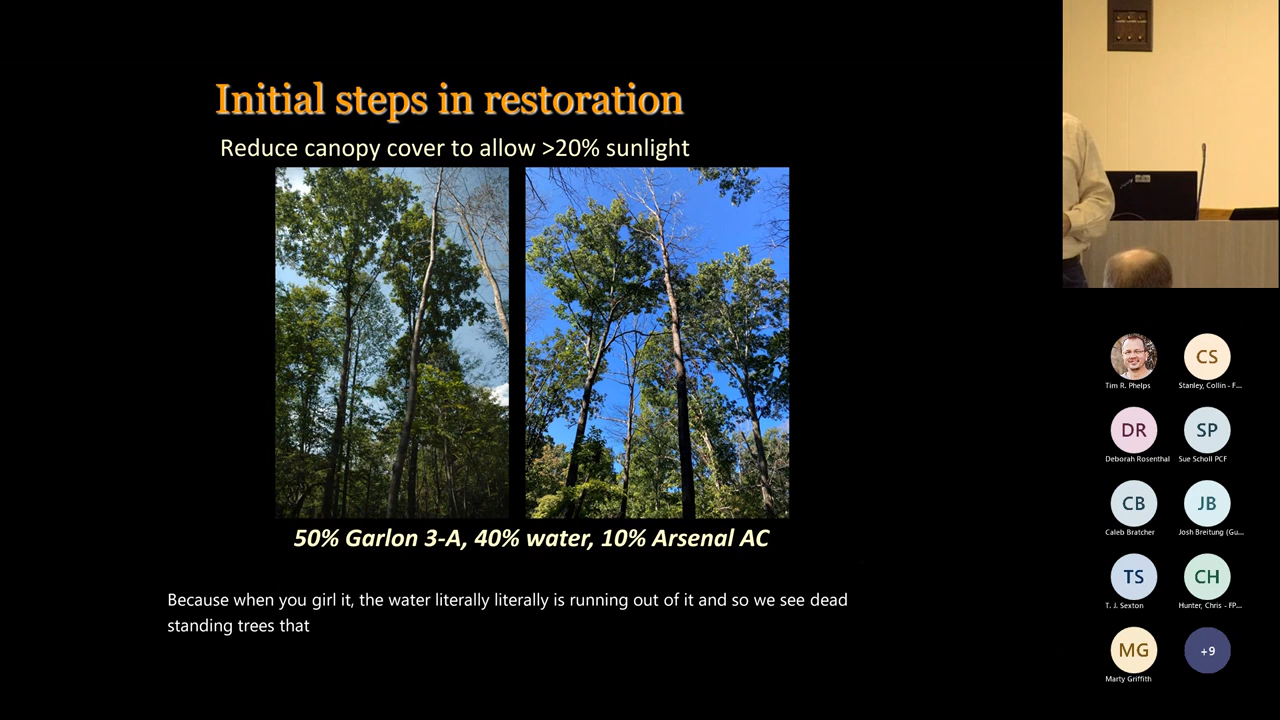 Initial steps in restoration
Reduce canopy cover to allow >20% sunlight
50% Garlon 3-A, 40% water, 10% Arsenal AC
Because when you girl it, the water literally literally is running out of it and so we see dead
standing trees that
Tim R. Phelps
CS
Stanley, Collin - F...
DR
Deborah Rosenthal
SP
Sue Scholl PCF
CB
Caleb Bratcher
JB
Josh Breitung (Gu...
TS
T. J. Sexton
CH
Hunter, Chris - FP...
MG
Marty Griffith
+9